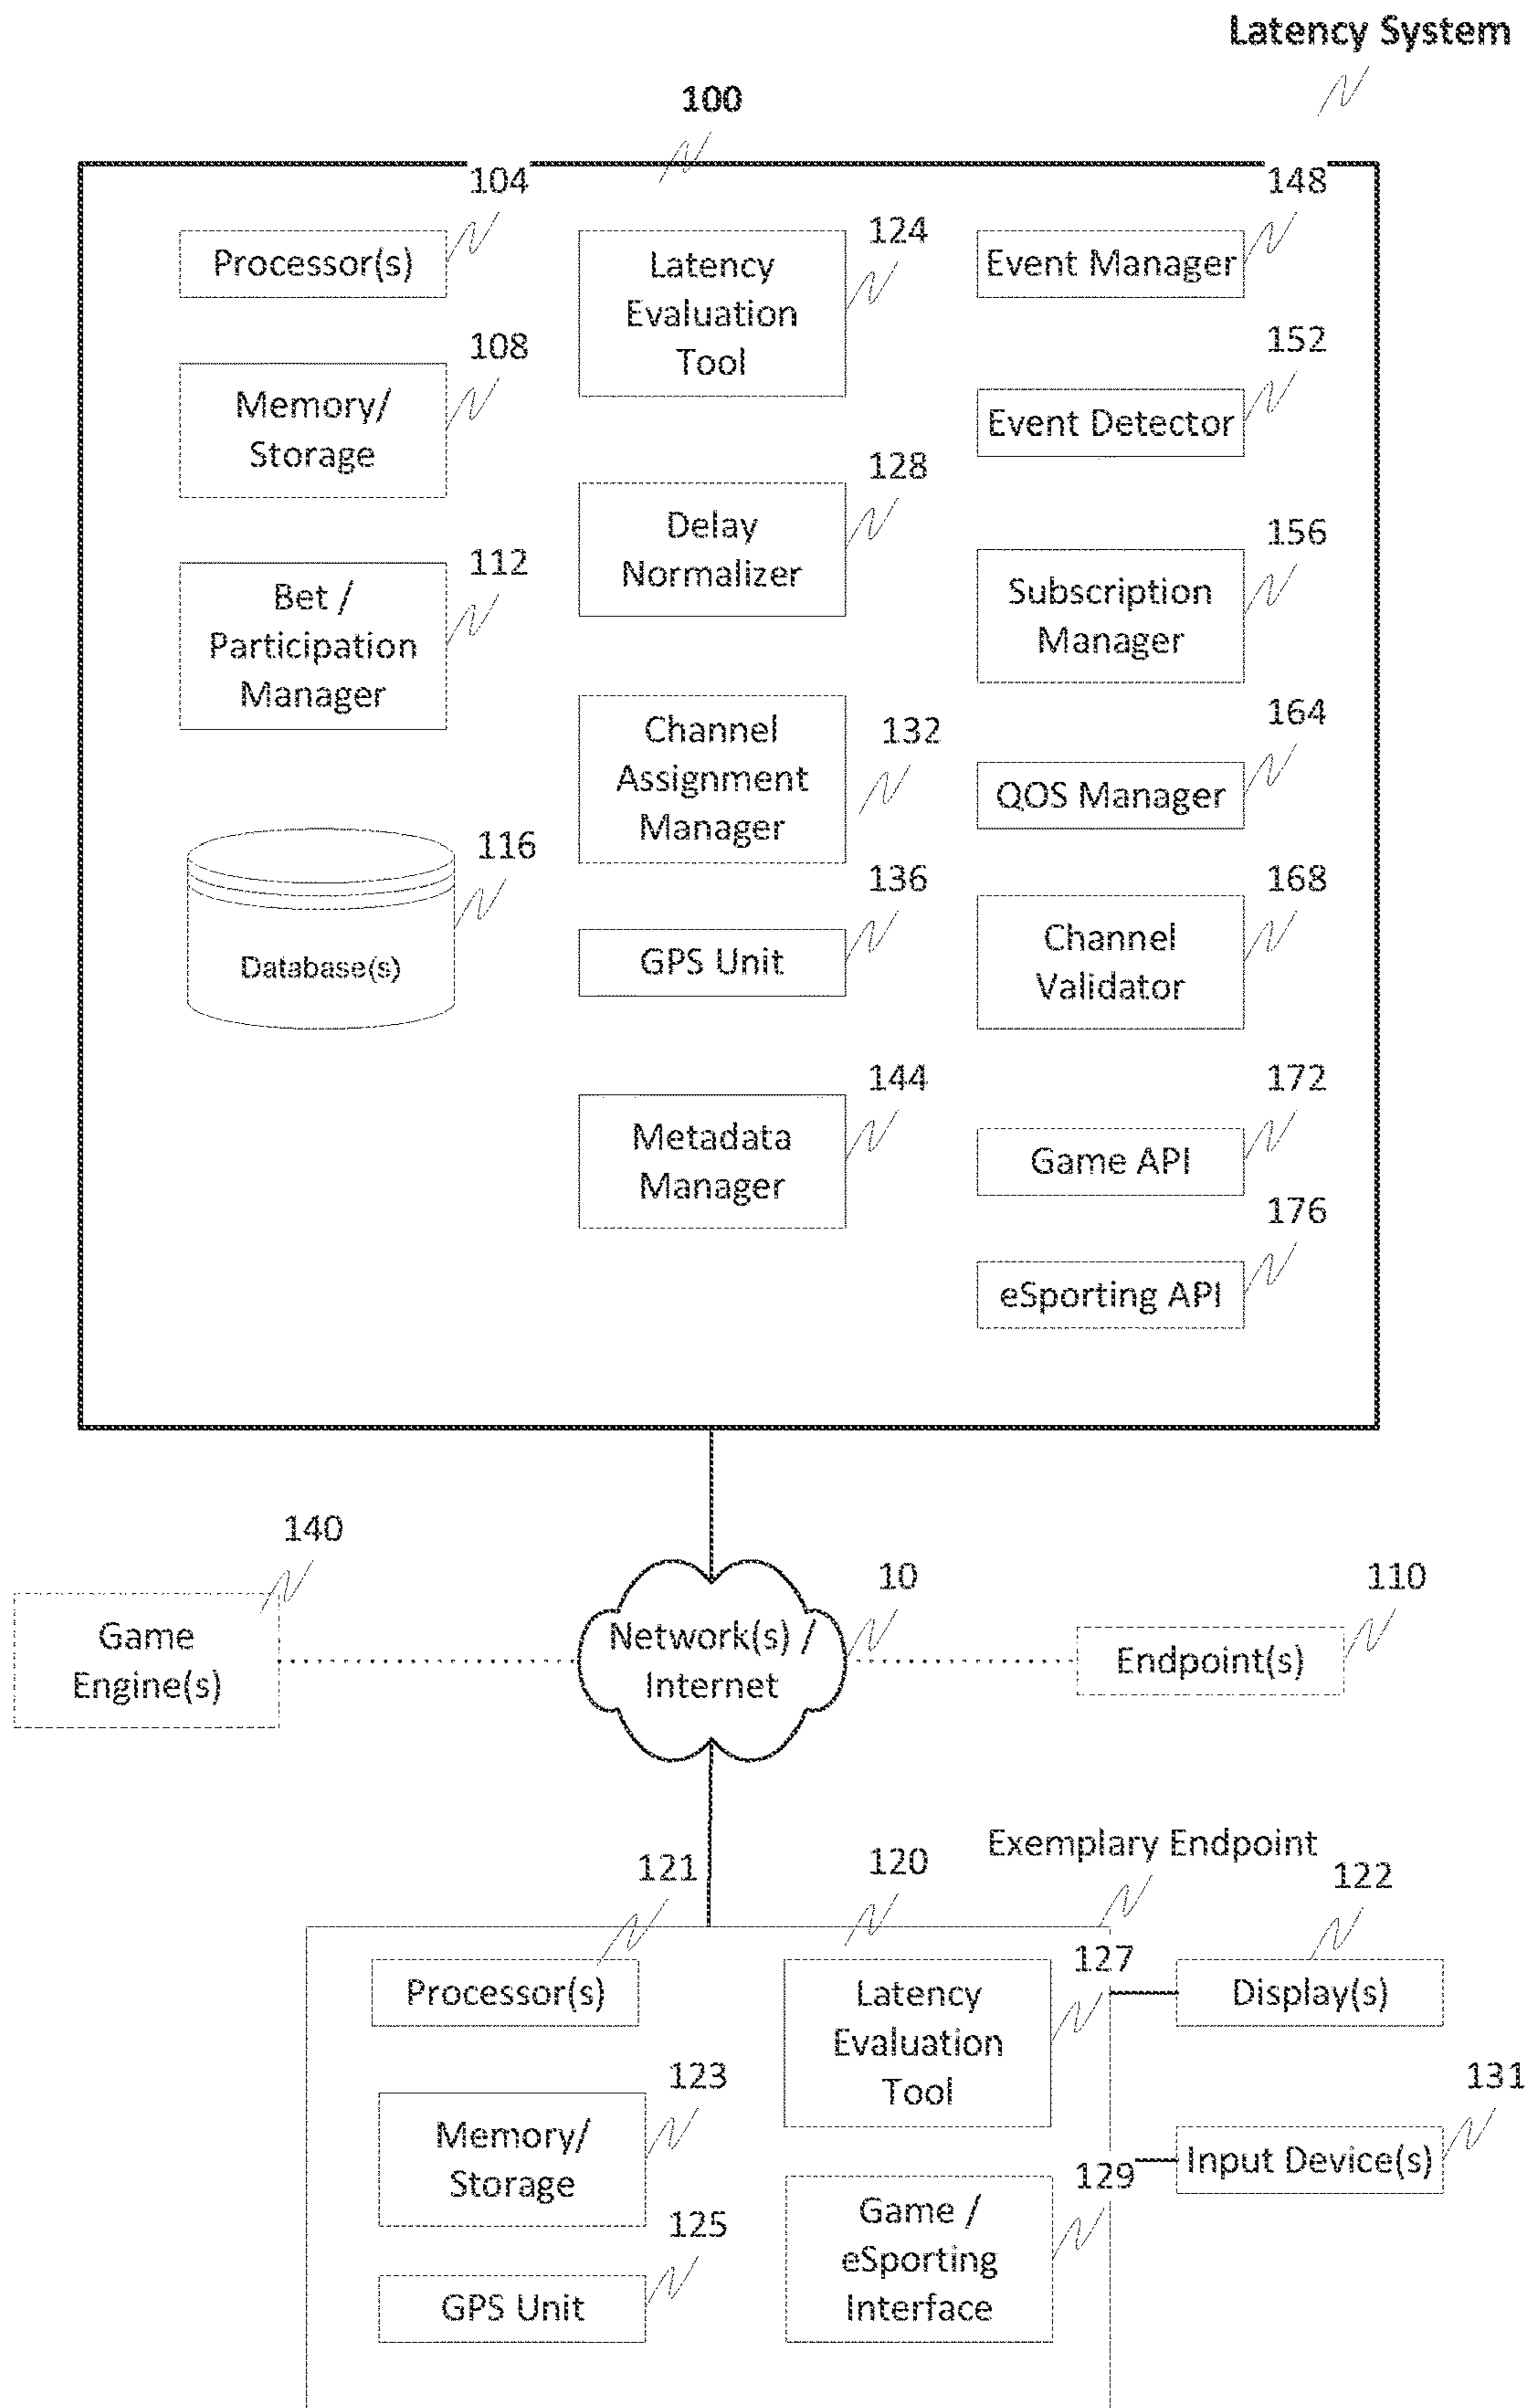 Latency System
100
104
Processor(s)
108
Memory/
Storage
112
Bet /
Participation
Manager
116
Database(s)
124
Latency
Evaluation
Tool
128
Delay
Normalizer
132
Channel
Assignment
Manager
136
GPS Unit
144
Metadata
Manager
148
Event Manager
152
Event Detector
156
Subscription
Manager
164
QOS Manager
168
Channel
Validator
172
Game API
176
eSporting API
140
Game
Engine(s)
10
Network(s) /
Internet
110
Endpoint(s)
Exemplary Endpoint
120
121
Processor(s)
123
Memory/
Storage
125
GPS Unit
127
Latency
Evaluation
Tool
129
Game /
eSporting
Interface
122
Display(s)
131
Input Device(s)